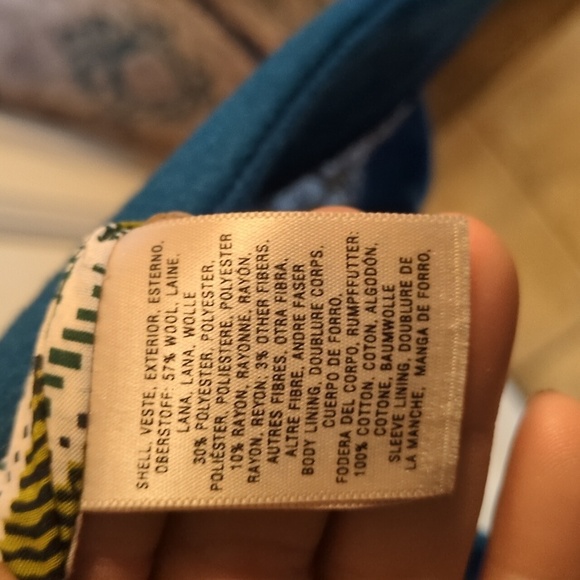 SHELL, VESTE, EXTERIOR, ESTERNO,
OBERSTOFF: 57% WOOL, LAINE,
LANA, LANA, WOLLE
30% POLYESTER, POLYESTER,
POLIÉSTER, POLIESTERE, POLYESTER
10% RAYON, RAYONNE, RAYÓN,
RAYON, REYON, 3% OTHER FIBERS,
AUTRES FIBRES, OTRA FIBRA,
ALTRE FIBRE, ANDRE FASER
BODY LINING, DOUBLURE CORPS,
CUERPO DE FORRO,
FODERA DEL CORPO, RUMPFFUTTER:
100% COTTON, COTON, ALGODÓN,
COTONE, BAUMWOLLE
SLEEVE LINING, DOUBLURE DE
LA MANCHE, MANGA DE FORRO,